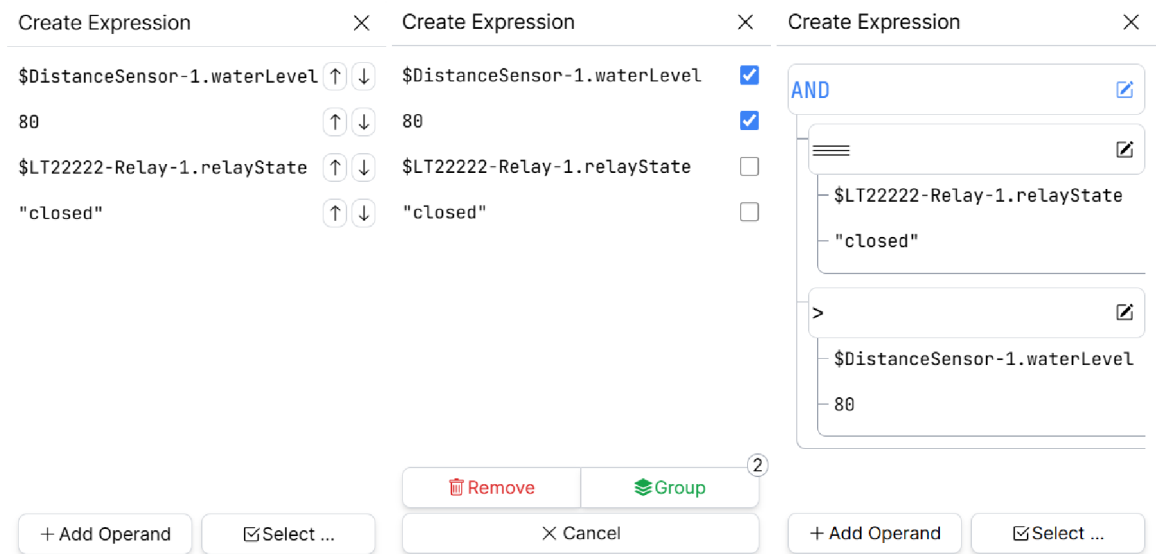 Create Expression
$DistanceSensor-1.waterLevel
80
$LT22222-Relay-1.relayState
"closed"
+ Add Operand
Select ...
Create Expression
$DistanceSensor-1.waterLevel
80
$LT22222-Relay-1.relayState
"closed"
2
Remove
Group
Cancel
Create Expression
AND
===
$LT22222-Relay-1.relayState
"closed"
>
$DistanceSensor-1.waterLevel
80
+ Add Operand
Select ...